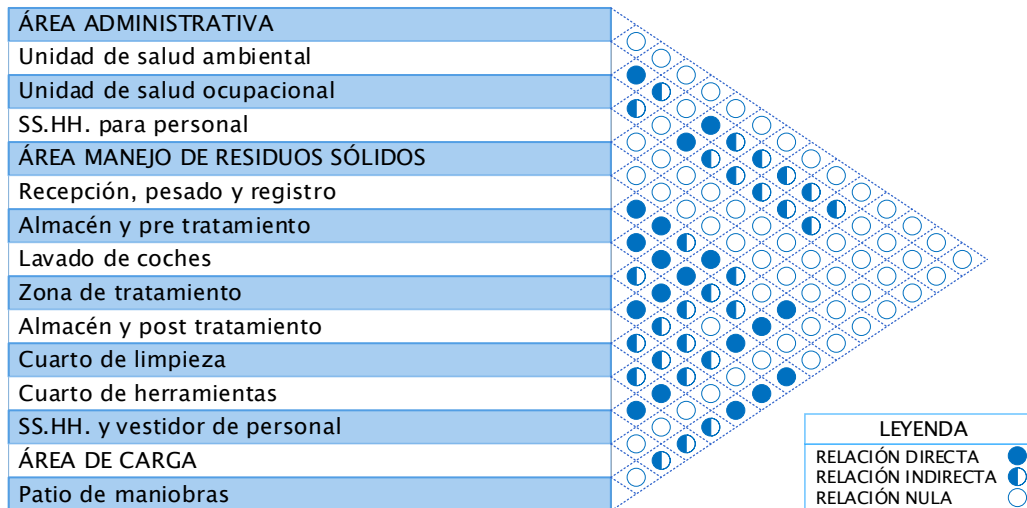 ÁREA ADMINISTRATIVA
Unidad de salud ambiental
Unidad de salud ocupacional
SS.HH. para personal
ÁREA MANEJO DE RESIDUOS SÓLIDOS
Recepción, pesado y registro
Almacén y pre tratamiento
Lavado de coches
Zona de tratamiento
Almacén y post tratamiento
Cuarto de limpieza
Cuarto de herramientas
SS.HH. y vestidor de personal
ÁREA DE CARGA
Patio de maniobras
LEYENDA
RELACIÓN DIRECTA
RELACIÓN INDIRECTA
RELACIÓN NULA